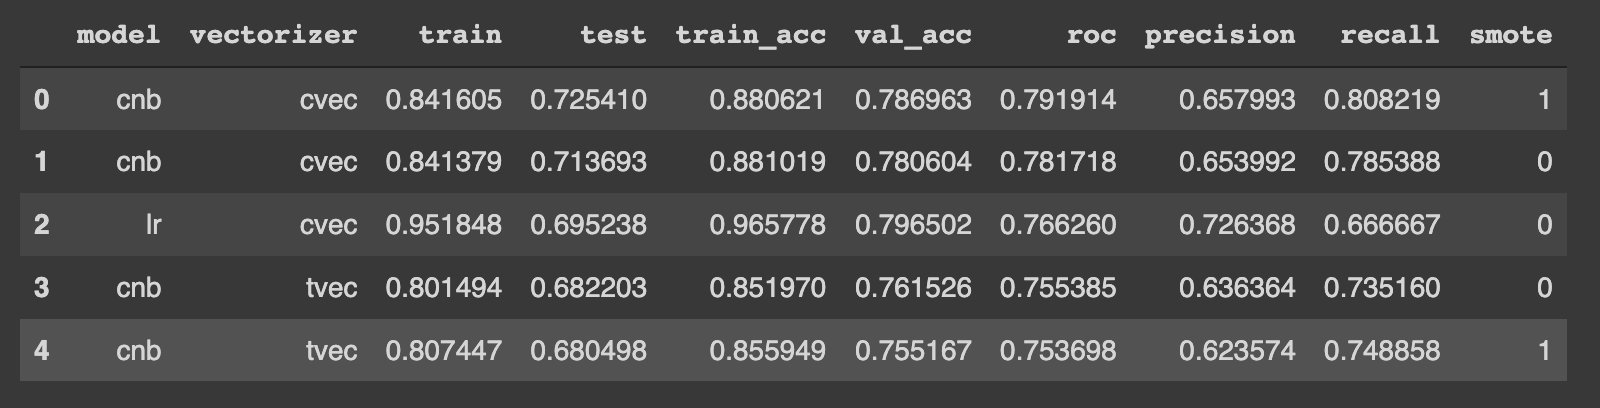 model vectorizer train test train_acc val_acc roc precision recall smote
0 cnb cvec 0.841605 0.725410 0.880621 0.786963 0.791914 0.657993 0.808219 1
1 cnb cvec 0.841379 0.713693 0.881019 0.780604 0.781718 0.653992 0.785388 0
2 lr cvec 0.951848 0.695238 0.965778 0.796502 0.766260 0.726368 0.666667 0
3 cnb tvec 0.801494 0.682203 0.851970 0.761526 0.755385 0.636364 0.735160 0
4 cnb tvec 0.807447 0.680498 0.855949 0.755167 0.753698 0.623574 0.748858 1